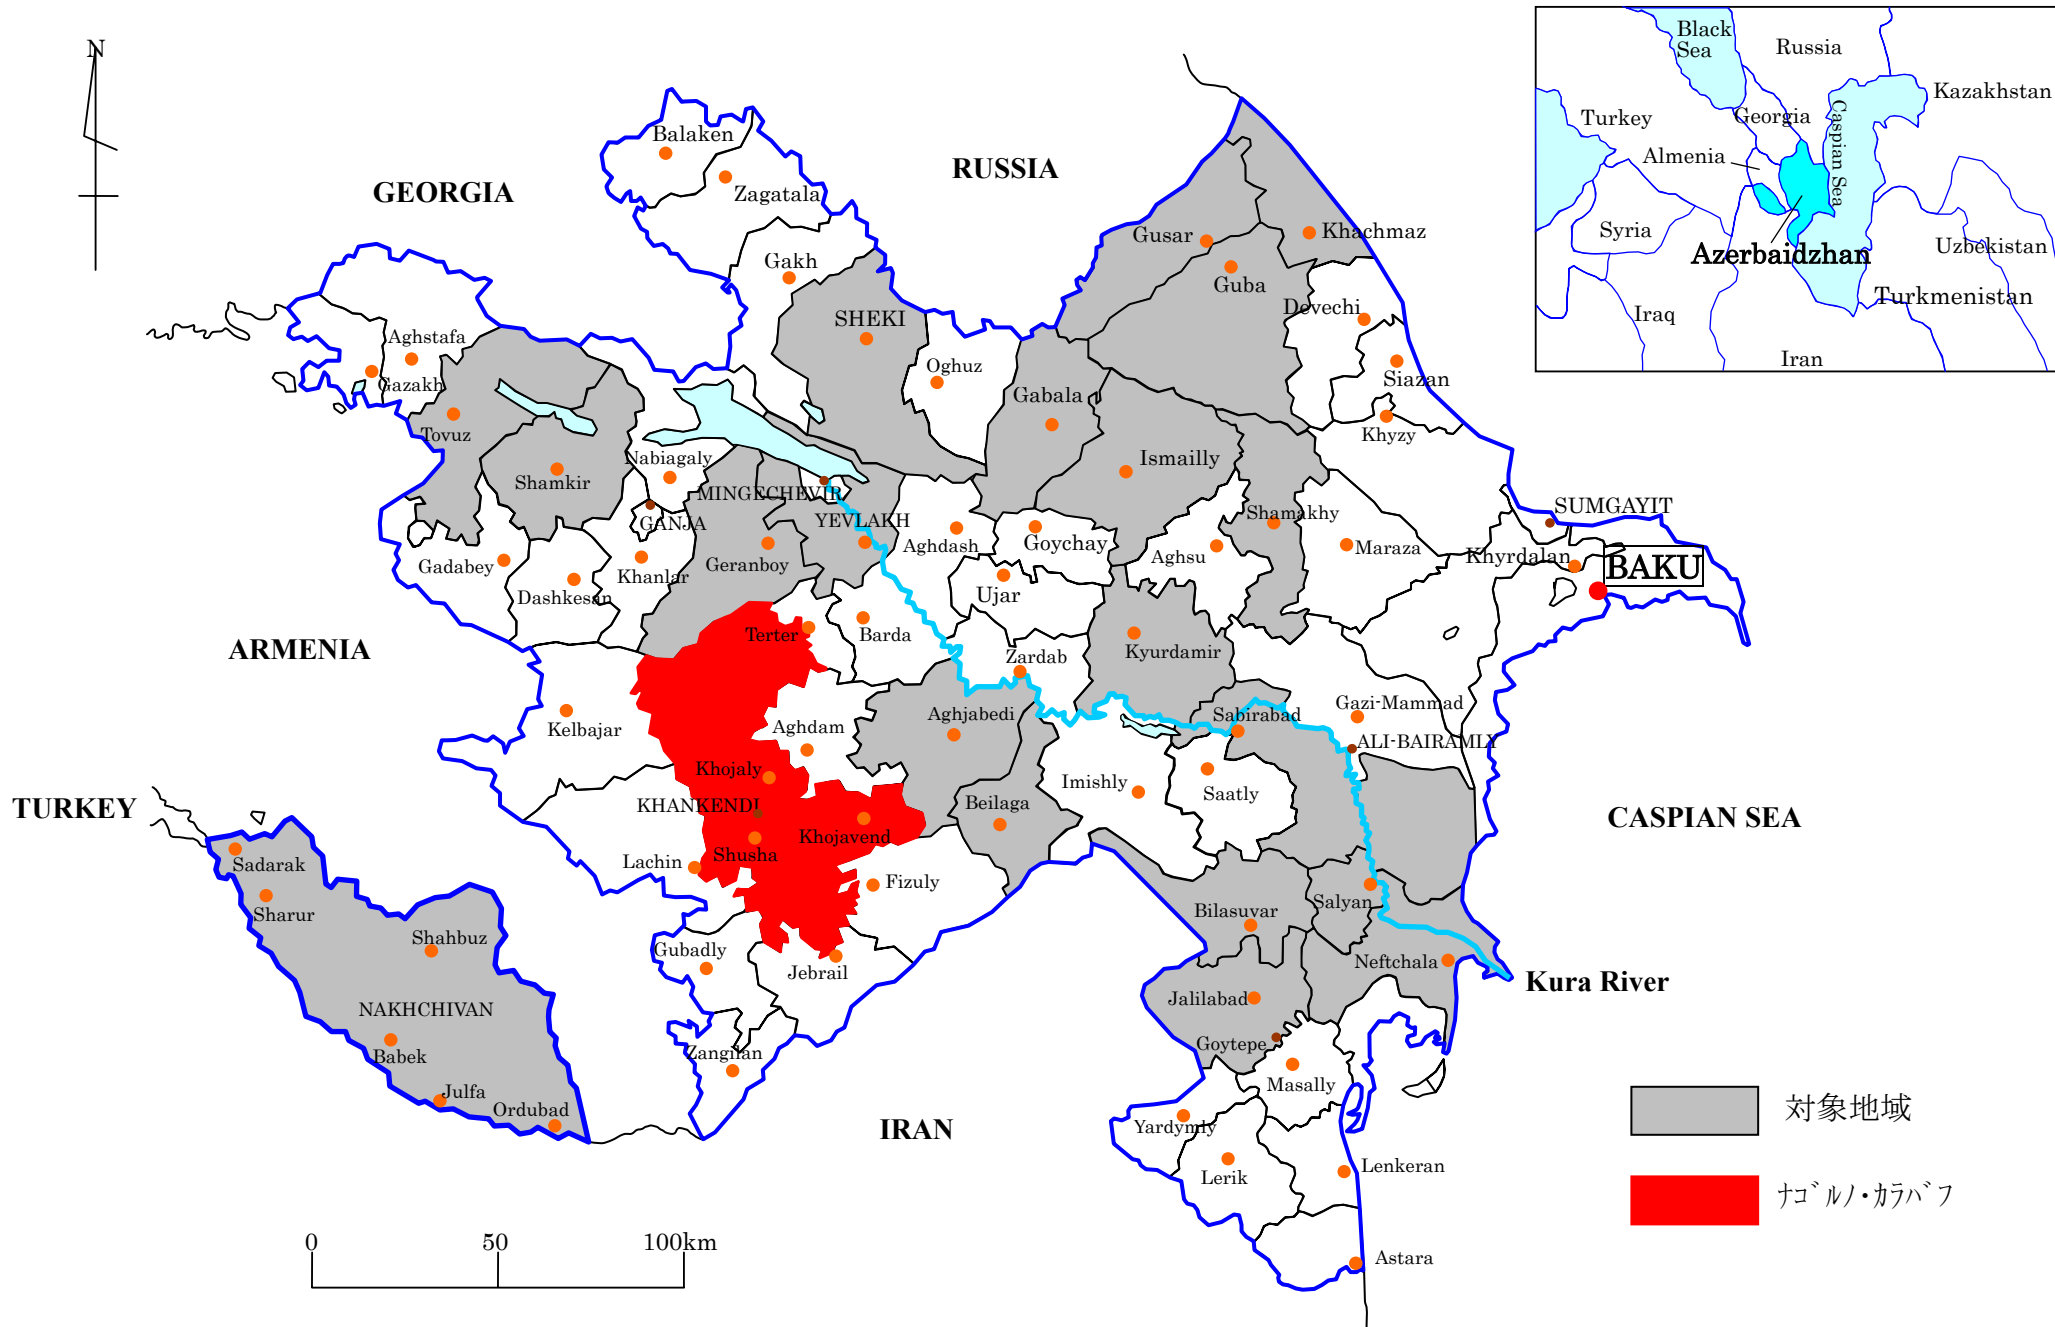 N
Black
Sea
Russia
Kazakhstan
Turkey
Georgia
Caspian Sea
Almenia
Syria
Azerbaidzhan
Uzbekistan
Turkmenistan
Iraq
Iran
GEORGIA
RUSSIA
ARMENIA
TURKEY
IRAN
CASPIAN SEA
Kura River
Balaken
Zagatala
Gakh
SHEKI
Oghuz
Gusar
Khachmaz
Guba
Devechi
Siazan
Khyzy
Aghstafa
Gazakh
Tovuz
Shamkir
Nabiagaly
GANJA
MINGECHEVIR
YEVLAKH
Gabala
Ismailly
Shamakhy
Maraza
SUMGAYIT
Khyrdalan
BAKU
Gadabey
Dashkesan
Khanlar
Geranboy
Aghdash
Goychay
Aghsu
Ujar
Terter
Barda
Zardab
Kyurdamir
Kelbajar
Aghdam
Aghjabedi
Sabirabad
Gazi-Mammad
ALI-BAIRAMLY
Khojaly
KHANKENDI
Khojavend
Shusha
Beilaga
Imishly
Saatly
Lachin
Fizuly
Salyan
Bilasuvar
Neftchala
Gubadly
Jebrail
Zangilan
Jalilabad
Goytepe
Masally
Yardymly
Lerik
Lenkeran
Astara
Sadarak
Sharur
Shahbuz
NAKHCHIVAN
Babek
Julfa
Ordubad
対象地域
ﾅｺﾞﾙﾉ・ｶﾗﾊﾞﾌ
0 50 100km